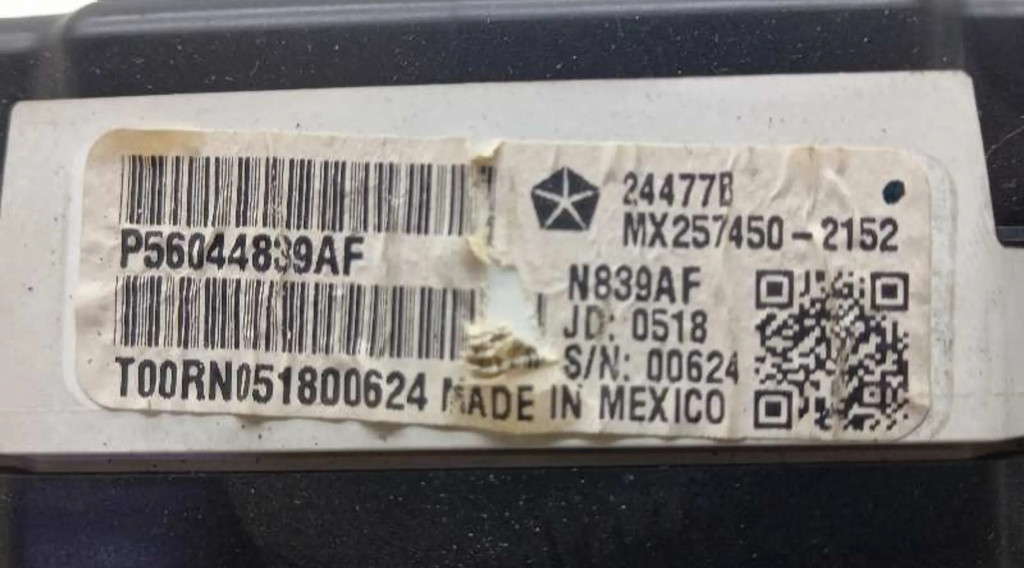 P56044839AF
T00RN051800624 MADE IN MEXICO
24477B
MX257450-2152
N839AF
JD: 0518
S/N: 00624